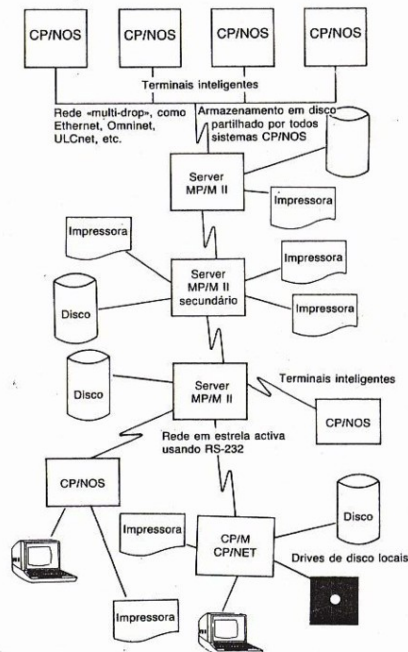 CP/NOS
CP/NOS
CP/NOS
CP/NOS
Terminais inteligentes
Rede «multi-drop», como
Ethernet, Omninet,
ULCnet, etc.
Armazenamento em disco
partilhado por todos
sistemas CP/NOS
Server
MP/M II
Impressora
Impressora
Server
MP/M II
secundário
Impressora
Impressora
Disco
Disco
Server
MP/M II
Terminais inteligentes
CP/NOS
Rede em estrela activa
usando RS-232
CP/NOS
Impressora
CP/M
CP/NET
Disco
Drives de disco locais
Impressora